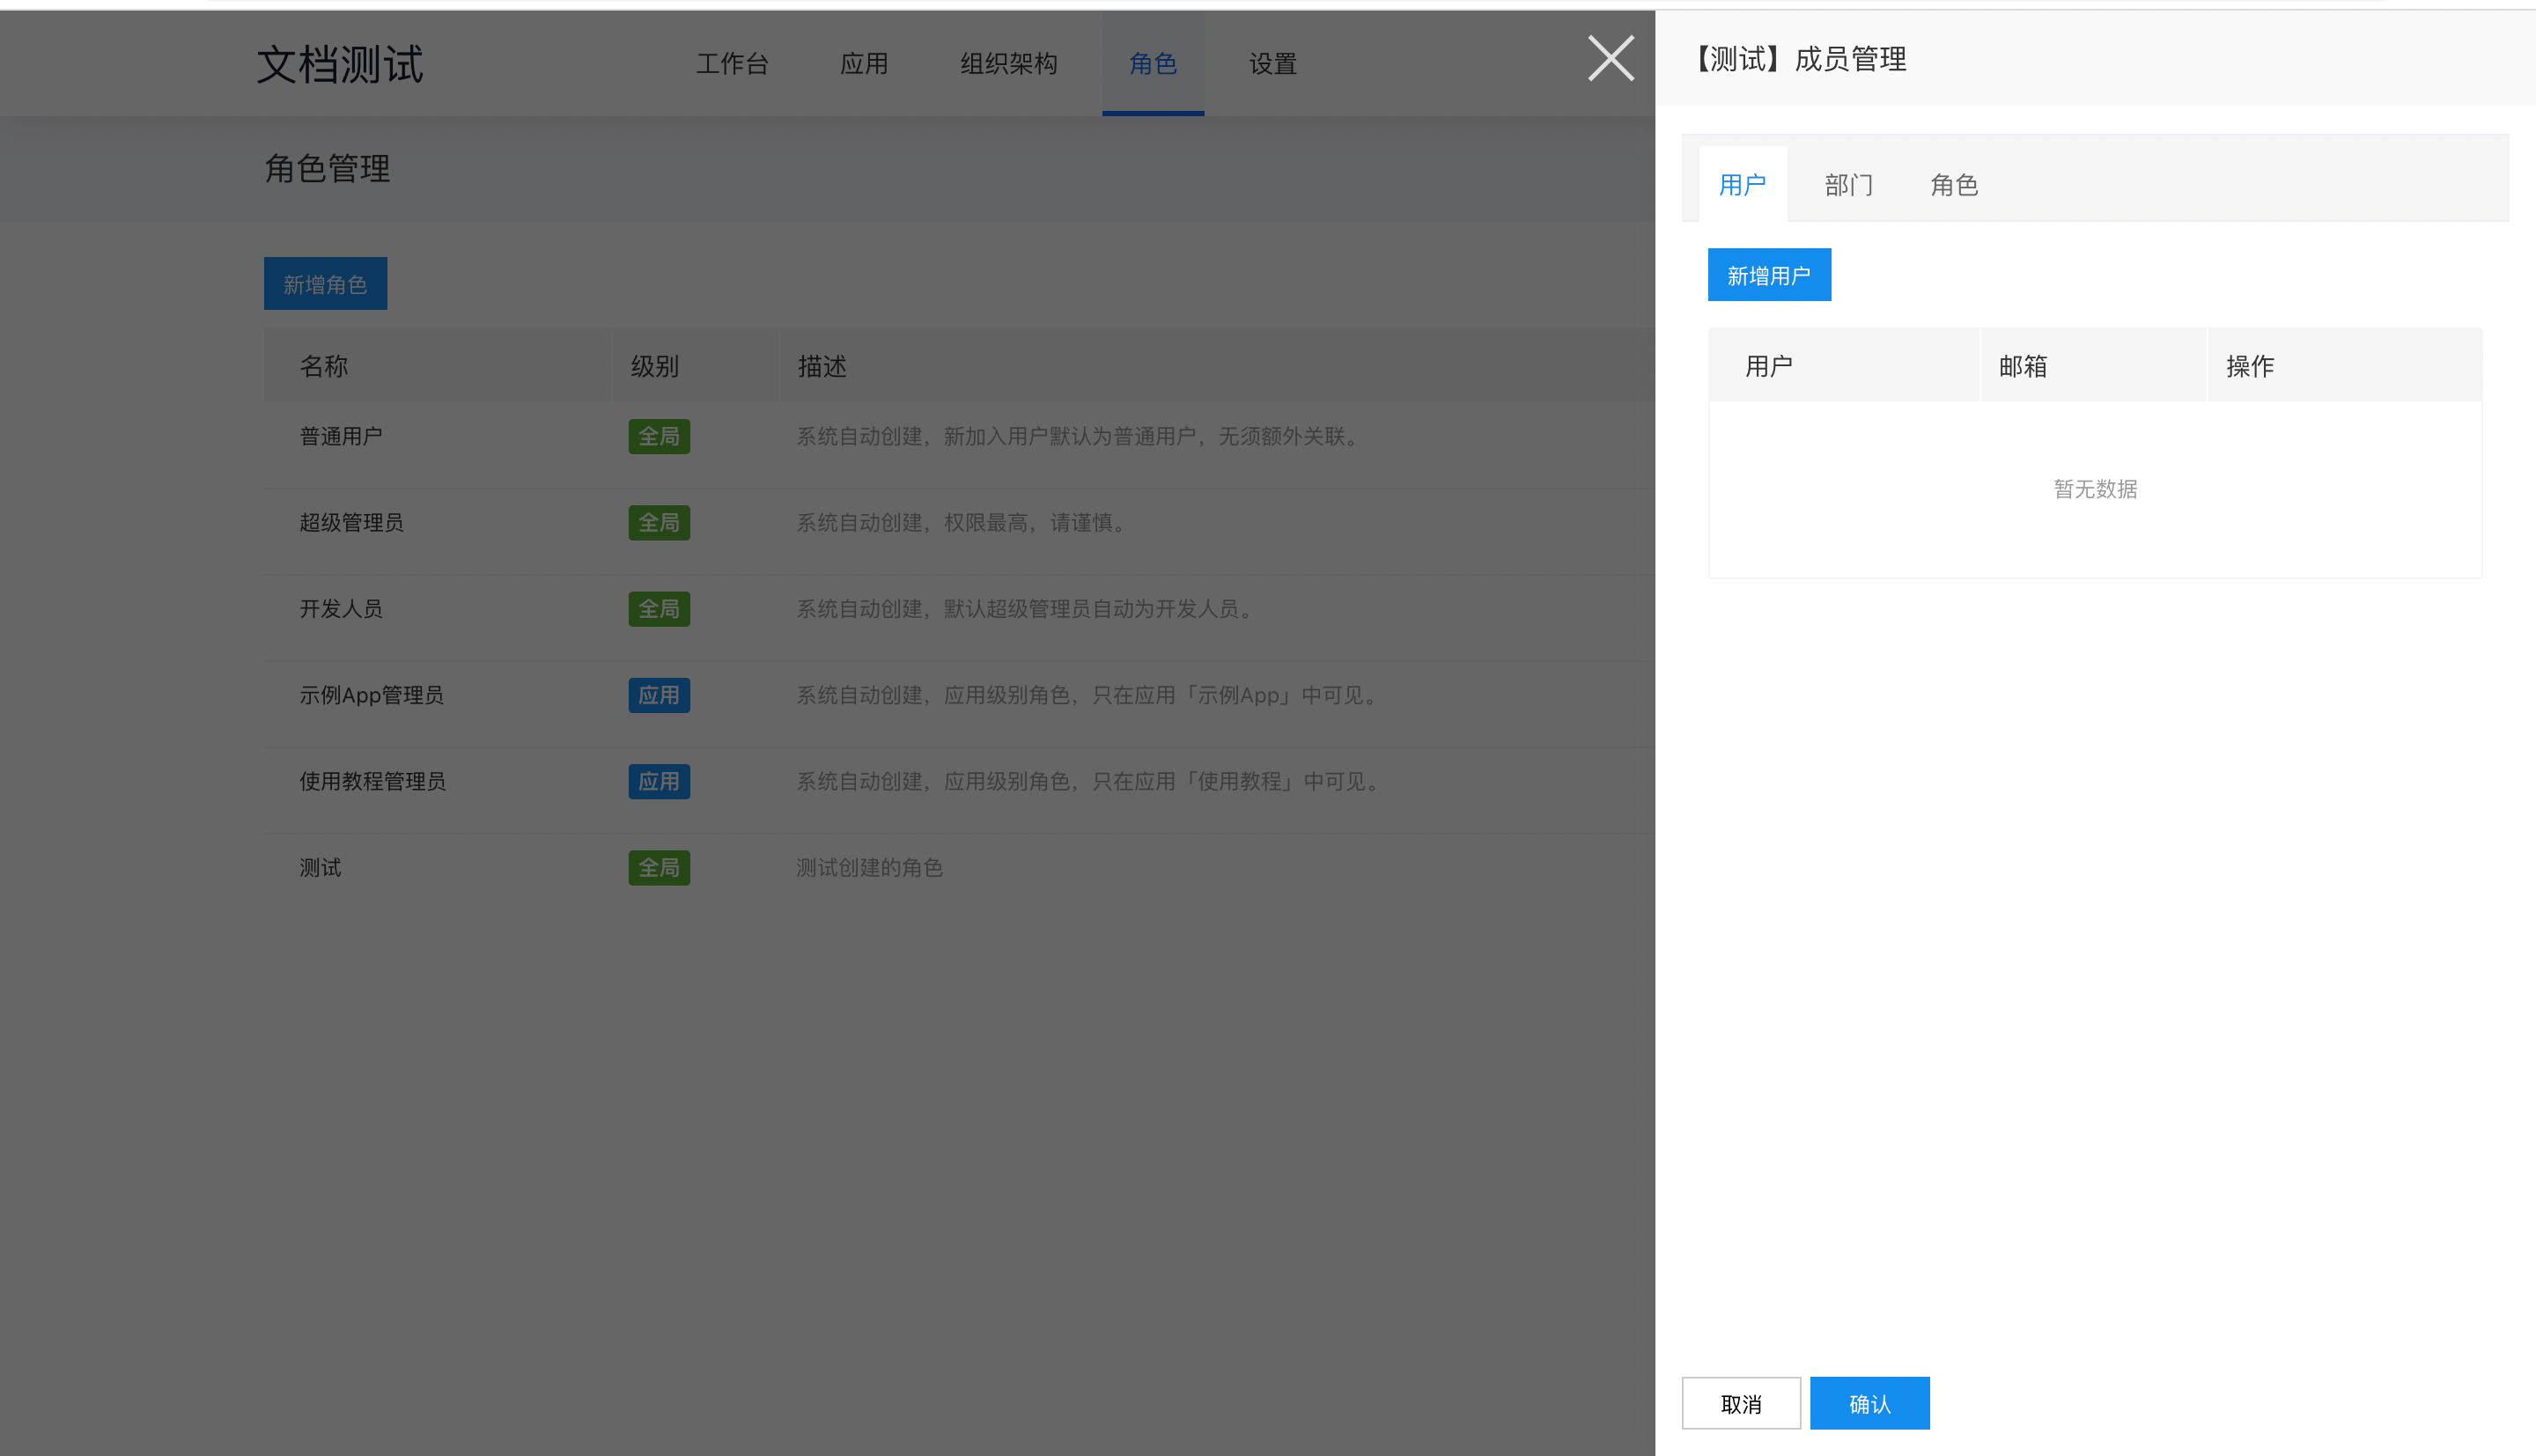 文档测试
工作台 应用 组织架构 角色 设置
角色管理
新增角色
名称 级别 描述
普通用户 全局 系统自动创建，新加入用户默认为普通用户，无须额外关联。
超级管理员 全局 系统自动创建，权限最高，请谨慎。
开发人员 全局 系统自动创建，默认超级管理员自动为开发人员。
示例App管理员 应用 系统自动创建，应用级别角色，只在应用「示例App」中可见。
使用教程管理员 应用 系统自动创建，应用级别角色，只在应用「使用教程」中可见。
测试 全局 测试创建的角色
【测试】成员管理
用户 部门 角色
新增用户
用户 邮箱 操作
暂无数据
取消 确认